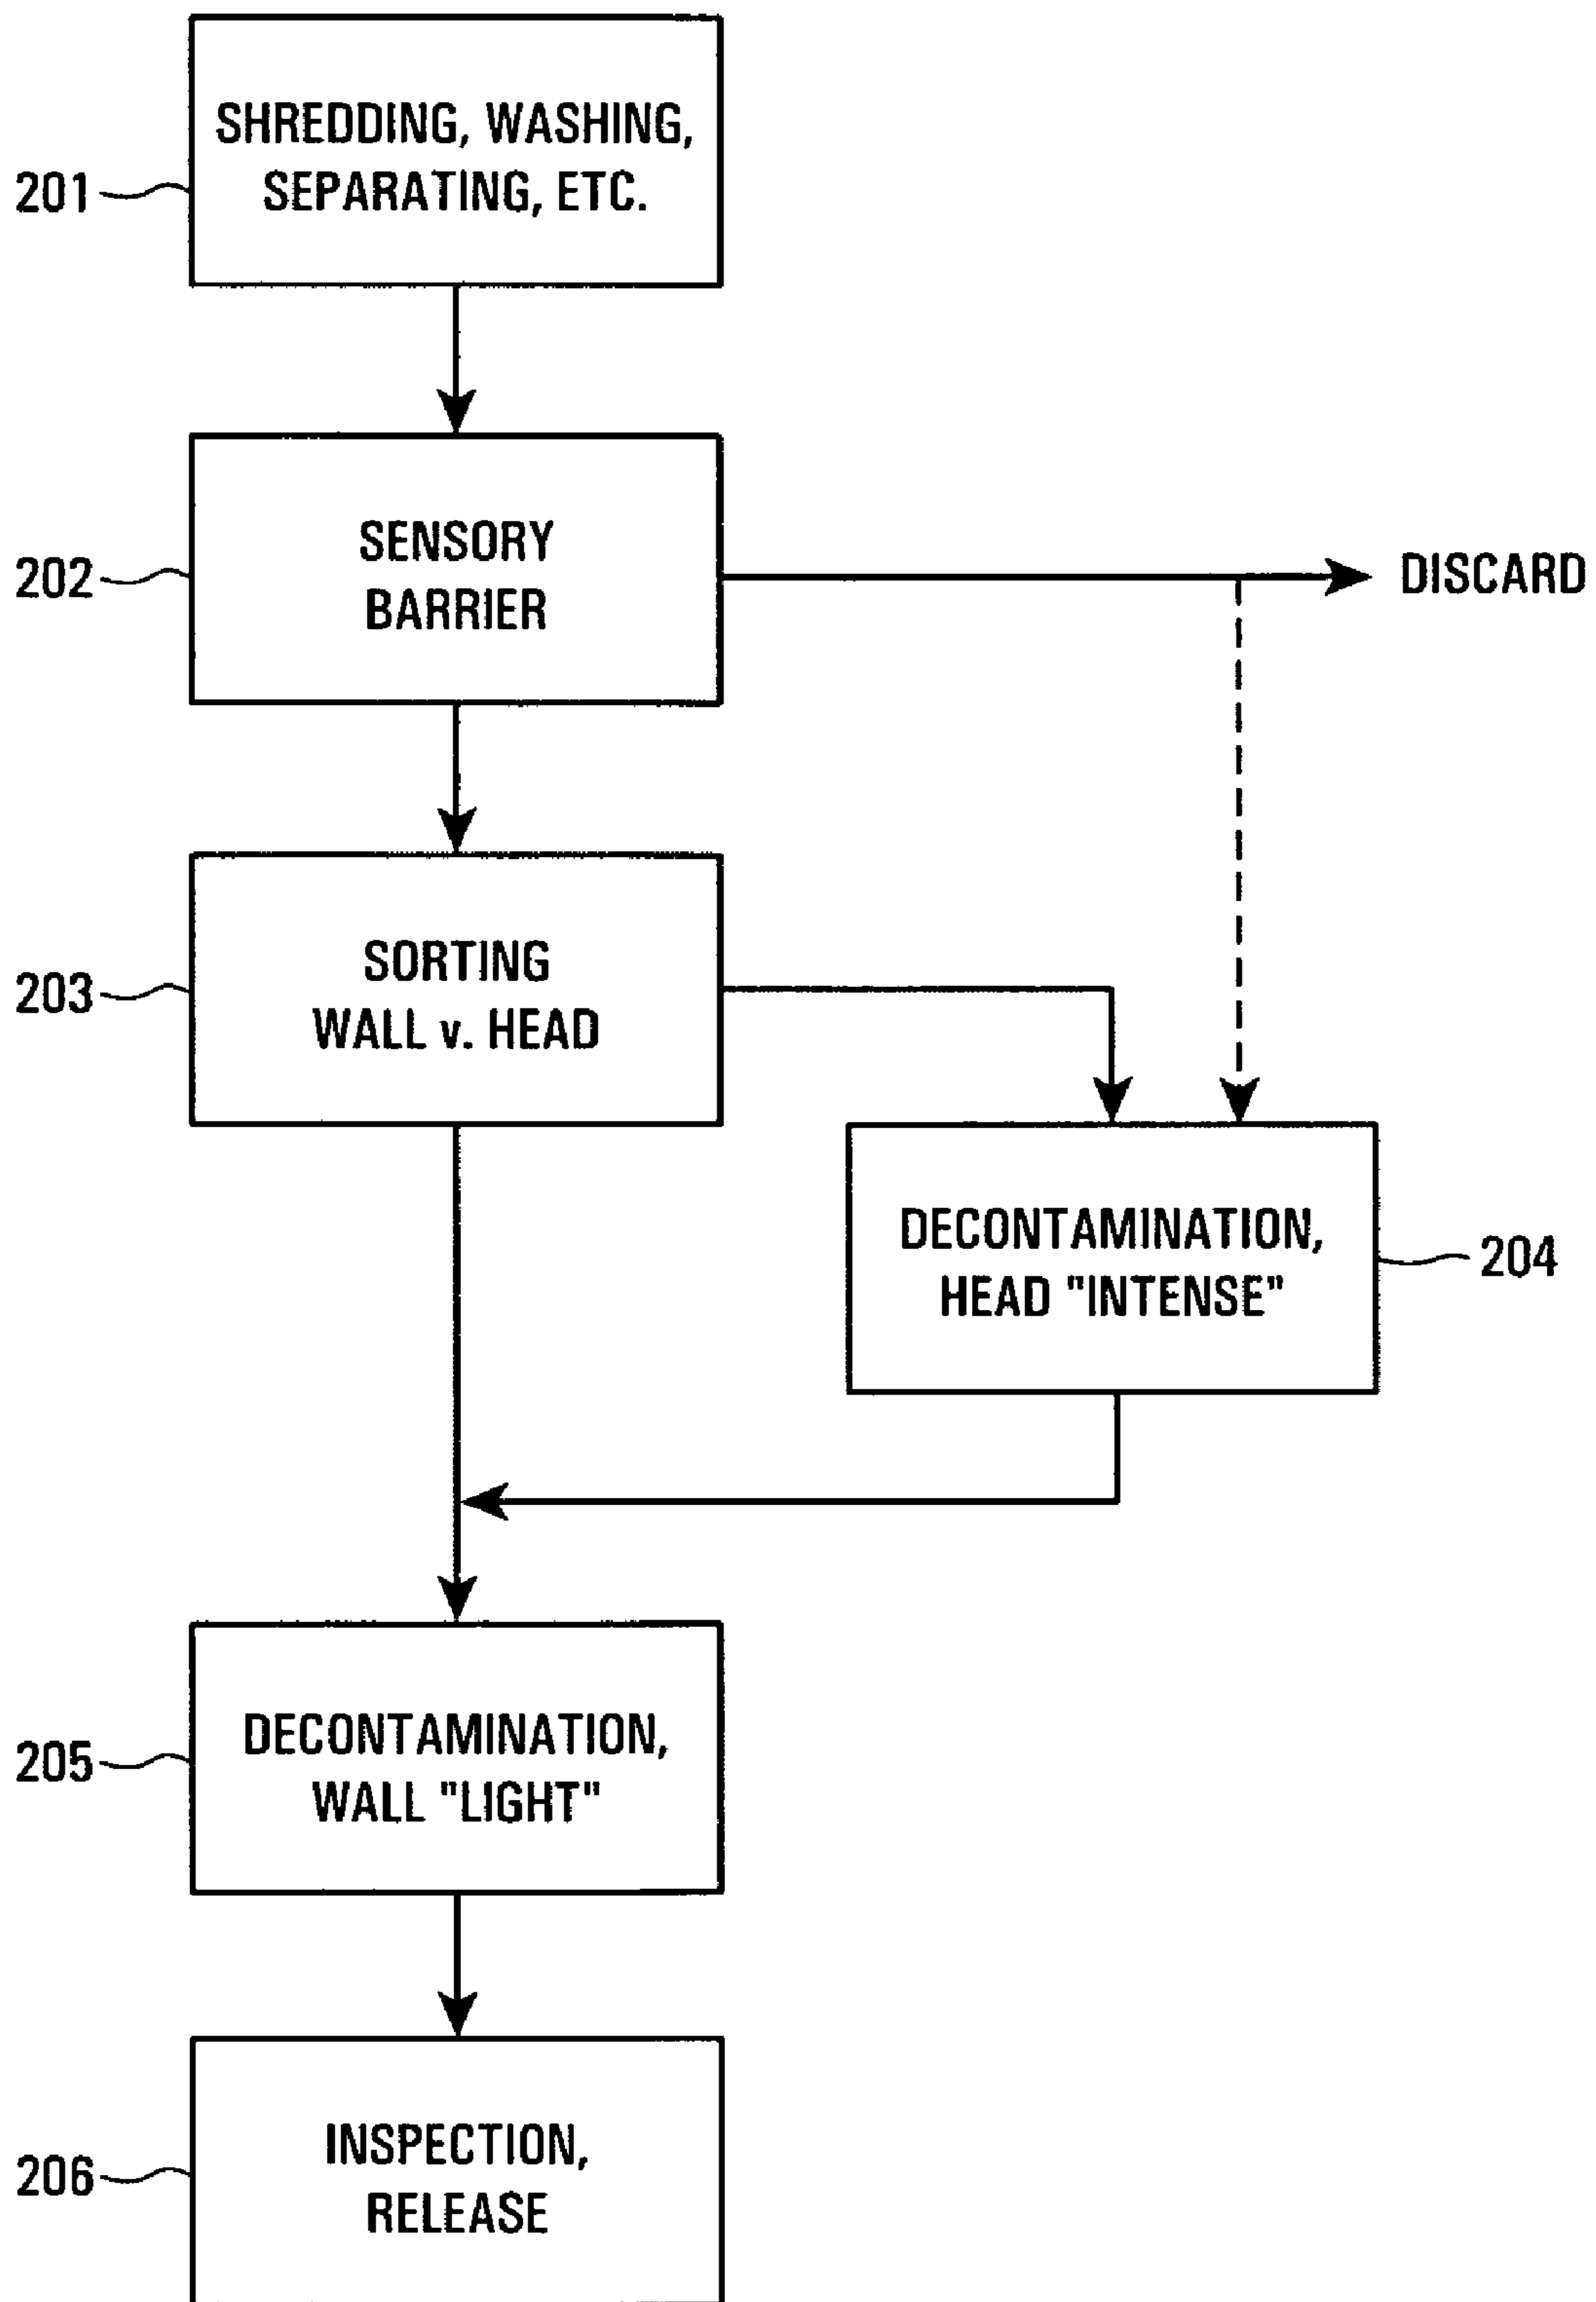 SHREDDING, WASHING,
SEPARATING, ETC.
201
SENSORY
BARRIER
202
DISCARD
SORTING
WALL v. HEAD
203
DECONTAMINATION,
HEAD "INTENSE"
204
DECONTAMINATION,
WALL "LIGHT"
205
INSPECTION,
RELEASE
206